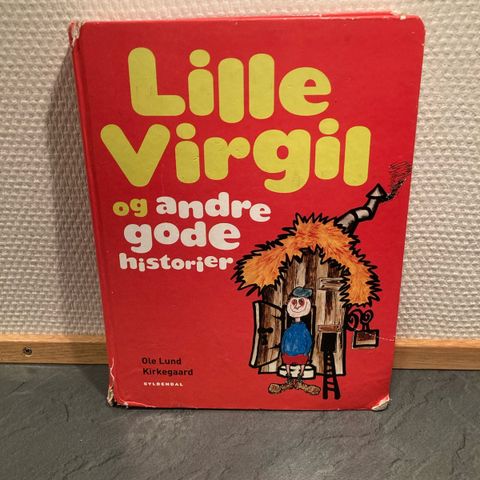 Lille
Virgil
og andre
gode
historier
Ole Lund
Kirkegaard
GYLDENDAL